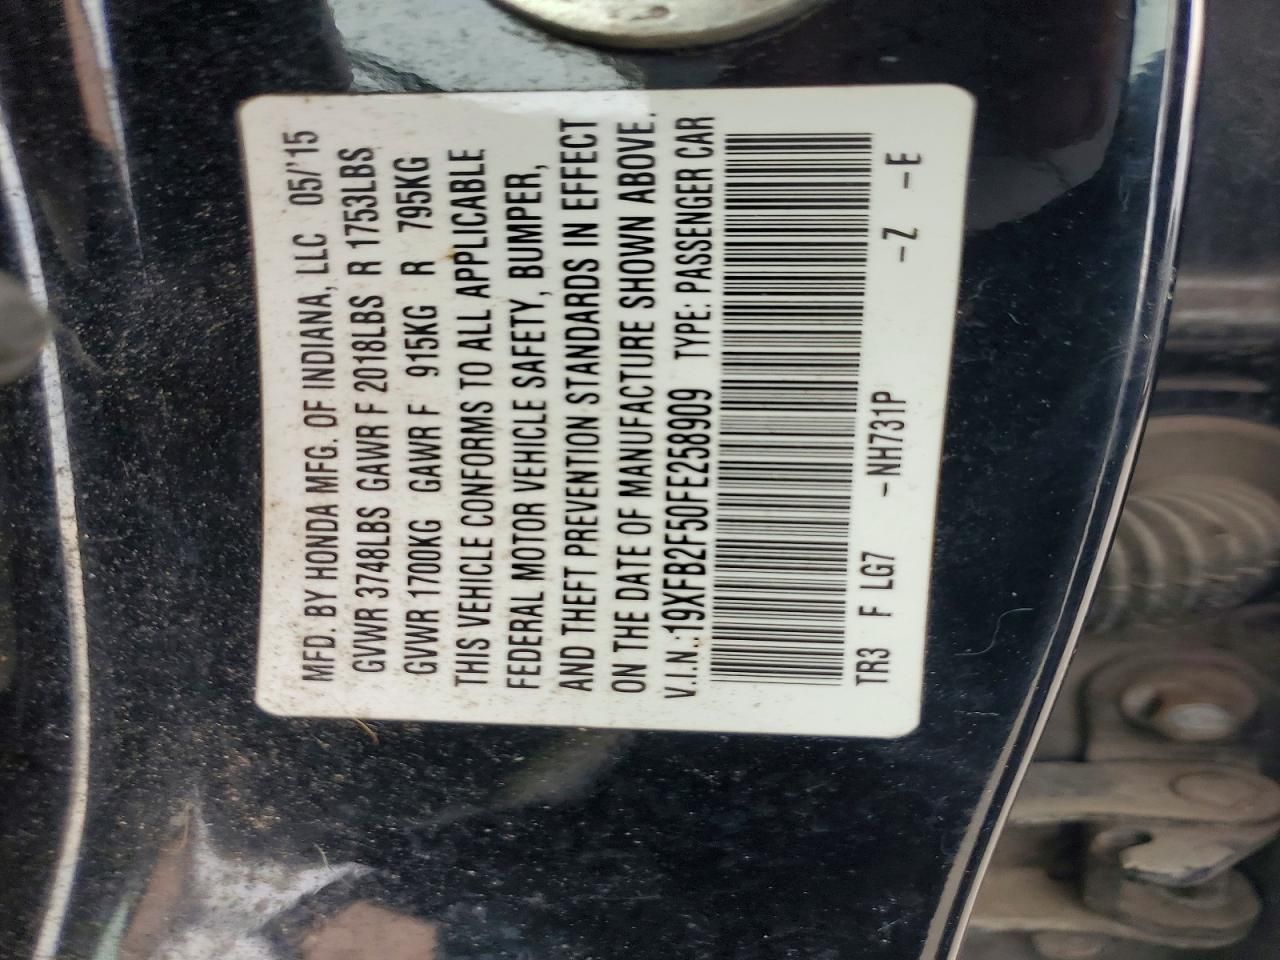 MFD. BY HONDA MFG. OF INDIANA, LLC 05/'15
GVWR 3748LBS GAWR F 2018LBS R 1753LBS
GVWR 1700KG GAWR F 915KG R 795KG
THIS VEHICLE CONFORMS TO ALL APPLICABLE
FEDERAL MOTOR VEHICLE SAFETY, BUMPER,
AND THEFT PREVENTION STANDARDS IN EFFECT
ON THE DATE OF MANUFACTURE SHOWN ABOVE.
V.I.N.:19XFB2F50FE258909 TYPE: PASSENGER CAR
TR3 F LG7 -NH731P -Z -E